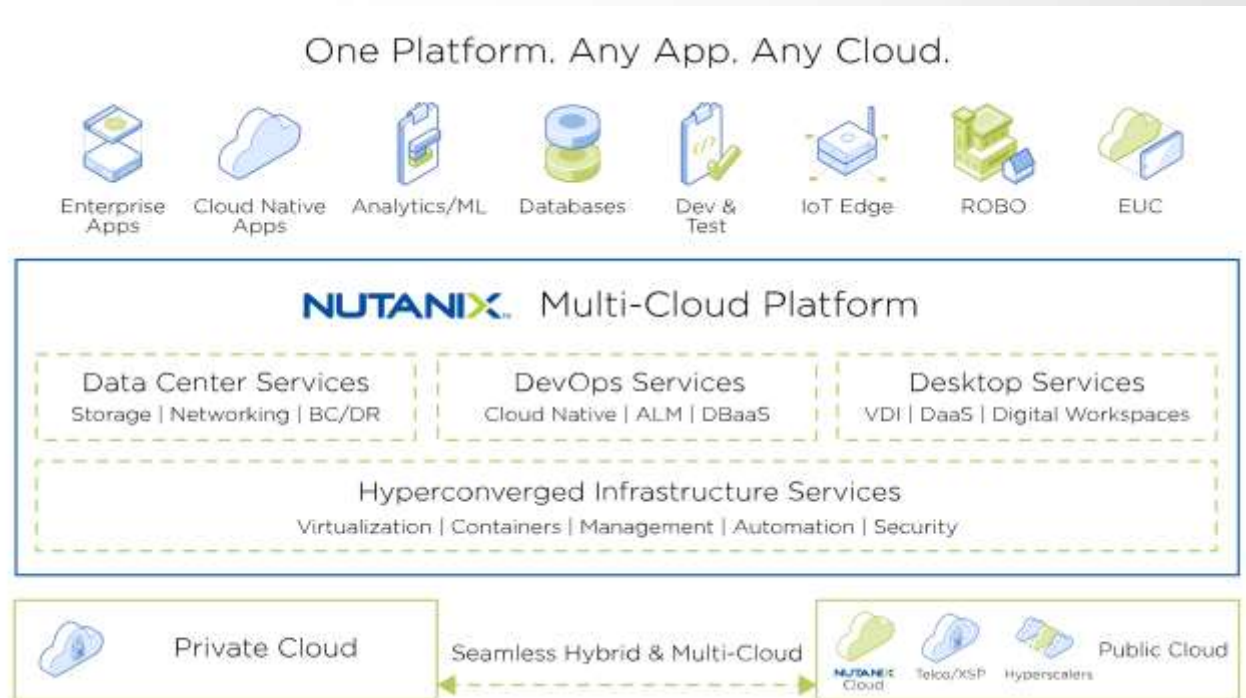 One Platform. Any App. Any Cloud.
Enterprise Apps
Cloud Native Apps
Analytics/ML
Databases
Dev & Test
IoT Edge
ROBO
EUC
NUTANIX™ Multi-Cloud Platform
Data Center Services
Storage | Networking | BC/DR
DevOps Services
Cloud Native | ALM | DBaaS
Desktop Services
VDI | DaaS | Digital Workspaces
Hyperconverged Infrastructure Services
Virtualization | Containers | Management | Automation | Security
Private Cloud
Seamless Hybrid & Multi-Cloud
NUTANIX Cloud
Telco/XSP
Hyperscalers
Public Cloud